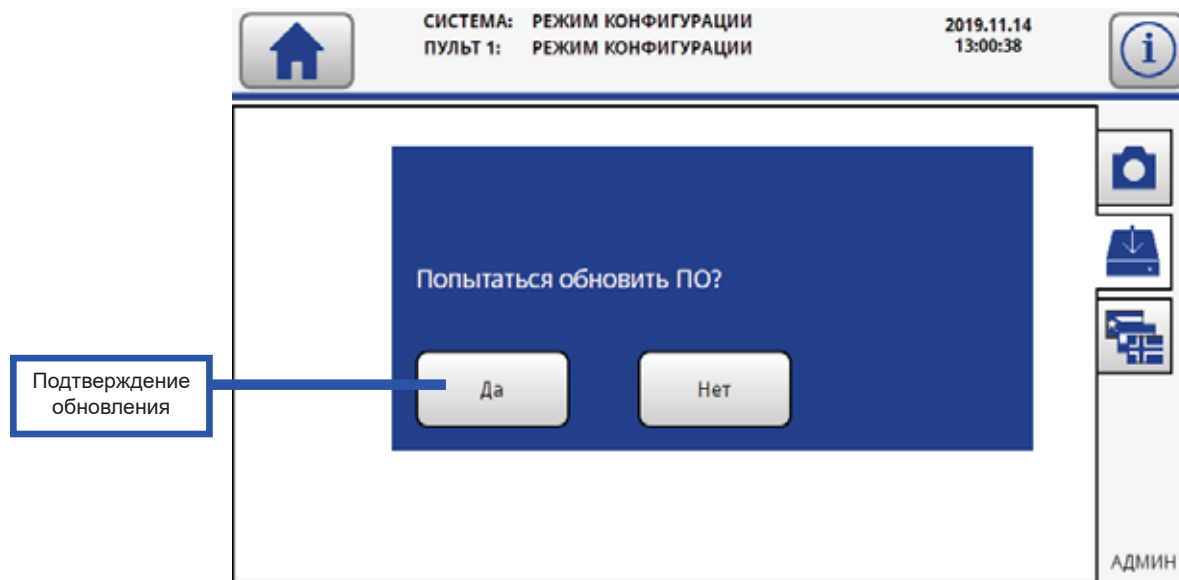 СИСТЕМА: РЕЖИМ КОНФИГУРАЦИИ
ПУЛЬТ 1: РЕЖИМ КОНФИГУРАЦИИ
2019.11.14
13:00:38
i
Попытаться обновить ПО?
Да
Нет
Подтверждение
обновления
АДМИН